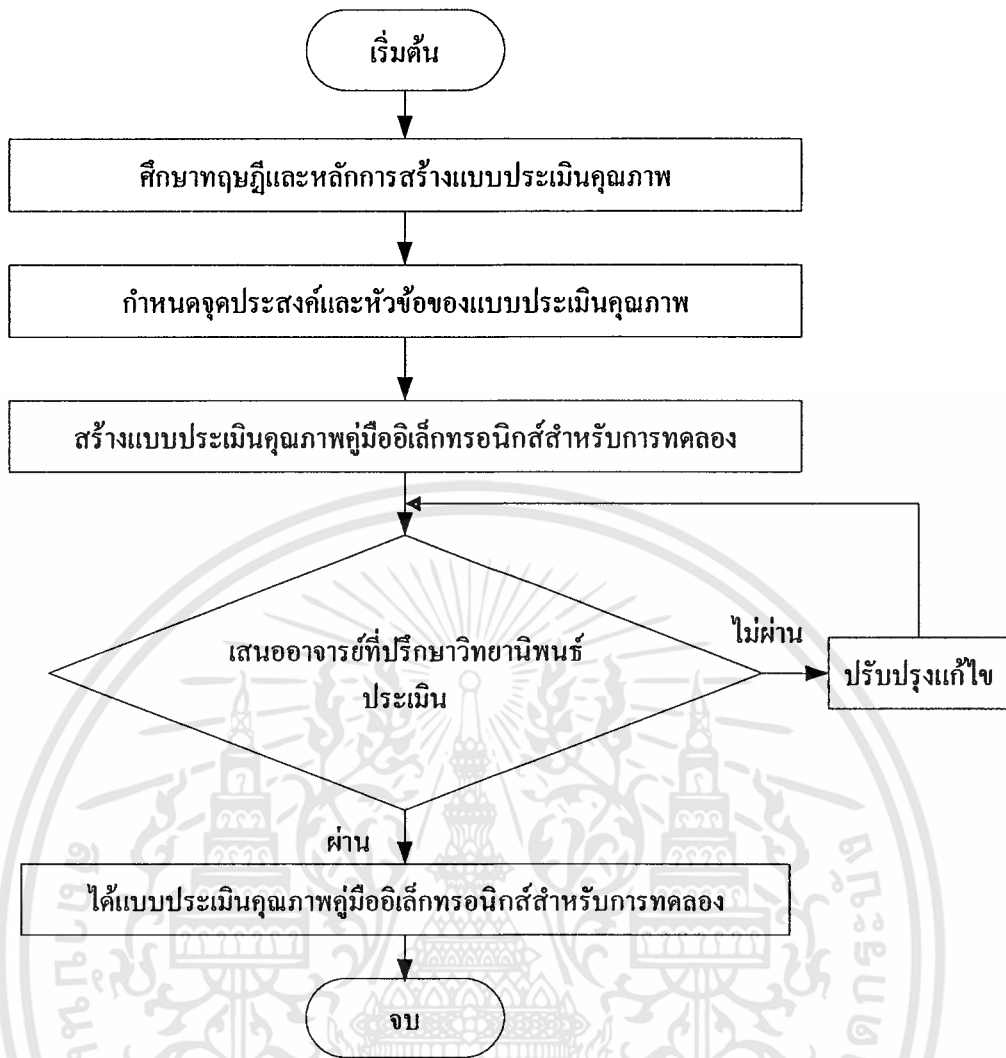 เริ่มต้น
ศึกษาทฤษฎีและหลักการสร้างแบบประเมินคุณภาพ
กำหนดจุดประสงค์และหัวข้อของแบบประเมินคุณภาพ
สร้างแบบประเมินคุณภาพคู่มืออิเล็กทรอนิกส์สำหรับการทดลอง
เสนออาจารย์ที่ปรึกษาวิทยานิพนธ์
ประเมิน
ไม่ผ่าน
ปรับปรุงแก้ไข
ผ่าน
ได้แบบประเมินคุณภาพคู่มืออิเล็กทรอนิกส์สำหรับการทดลอง
จบ